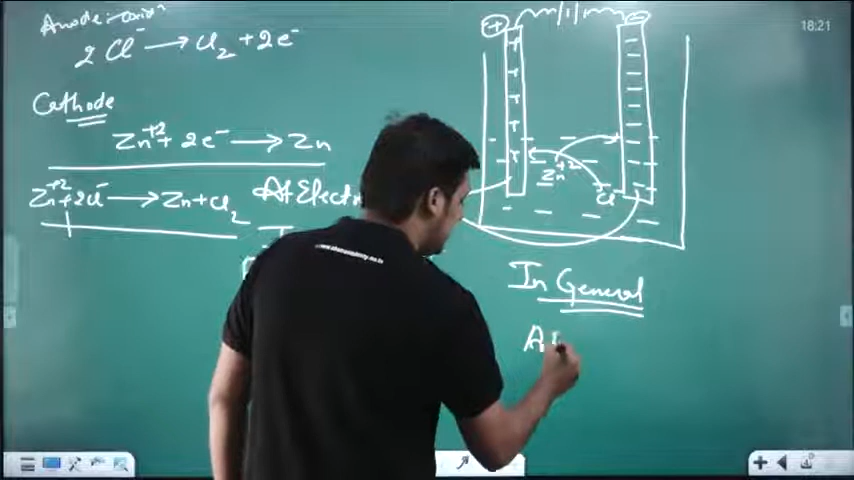 Anode :- oxidⁿ
2Cl⁻ → Cl₂ + 2e⁻
Cathode
Zn⁺² + 2e⁻ → Zn
Zn⁺² + 2Cl⁻ → Zn + Cl₂
At Electr
+
−
Zn⁺²
Cl⁻
In General
18:21